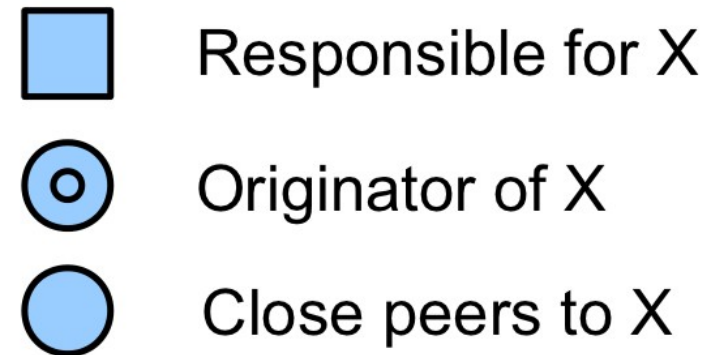 Responsible for X
Originator of X
Close peers to X